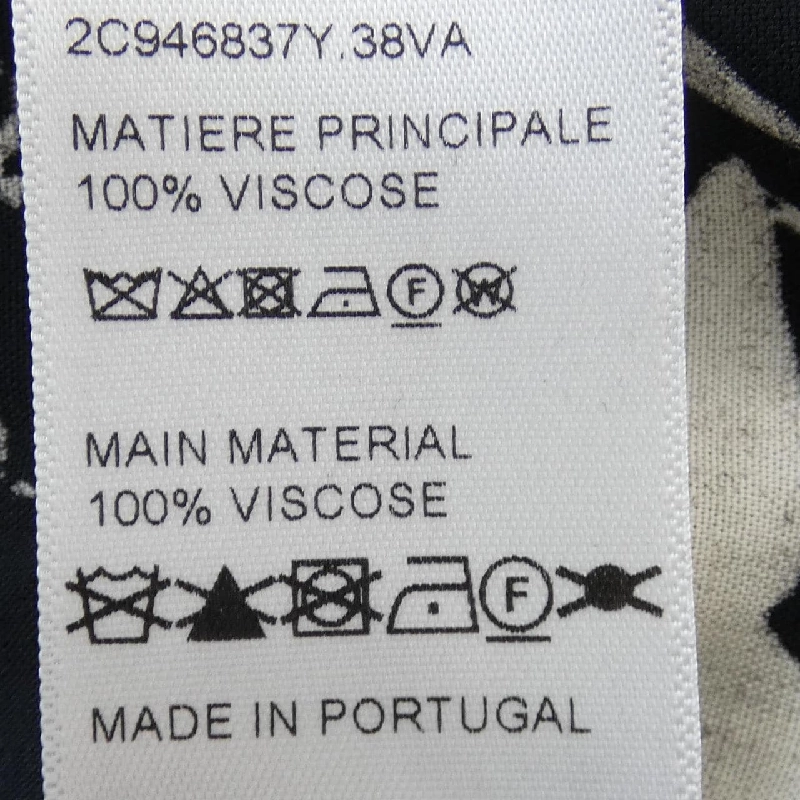 2C946837Y.38VA
MATIERE PRINCIPALE
100% VISCOSE
F W
MAIN MATERIAL
100% VISCOSE
F
MADE IN PORTUGAL